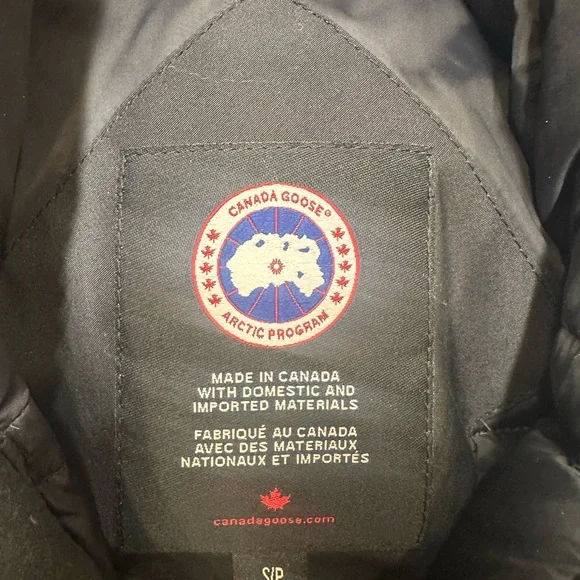 CANADA GOOSE®
ARCTIC PROGRAM
MADE IN CANADA
WITH DOMESTIC AND
IMPORTED MATERIALS
FABRIQUÉ AU CANADA
AVEC DES MATERIAUX
NATIONAUX ET IMPORTÉS
canadagoose.com
S/P